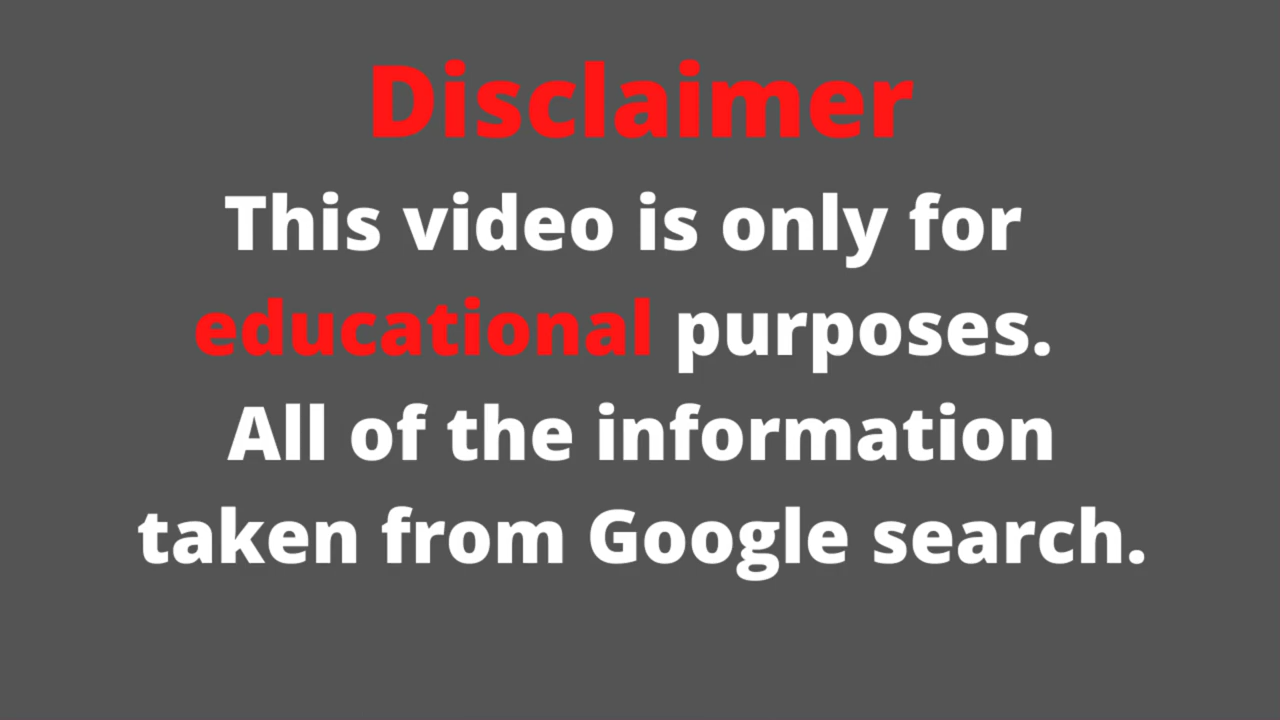 Disclaimer
This video is only for
educational purposes.
All of the information
taken from Google search.